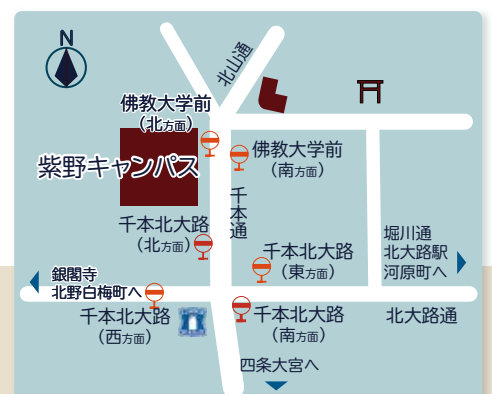 N
北山通
佛教大学前
（北方面）
紫野キャンパス
佛教大学前
（南方面）
千本通
千本北大路
（北方面）
千本北大路
（東方面）
堀川通
北大路駅
河原町へ
銀閣寺
北野白梅町へ
千本北大路
（西方面）
千本北大路
（南方面）
北大路通
四条大宮へ